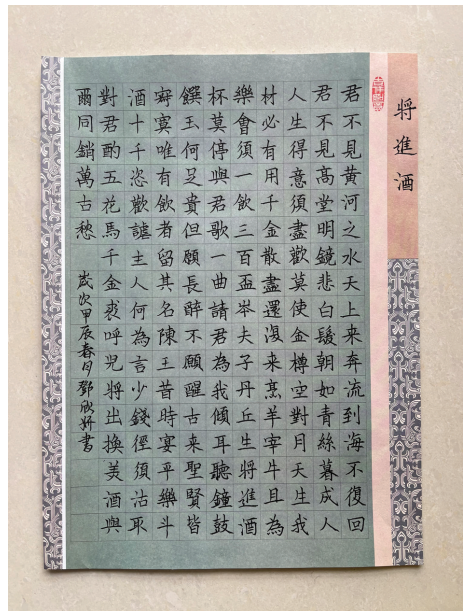 將進酒
君不見黃河之水天上来奔流到海不復回
君不見高堂明鏡悲白髮朝如青絲暮成人
人生得意須盡歡莫使金樽空對月天生我
材必有用千金散盡還復来烹羊宰牛且為
樂會須一飲三百盃岑夫子丹丘生將進酒
杯莫停與君歌一曲請君為我傾耳聽鐘鼓
饌玉何足貴但願長醉不願醒古来聖賢皆
寂寞唯有飲者留其名陳王昔時宴平樂斗
酒十千恣歡謔主人何為言少錢徑須沽取
對君酌五花馬千金裘呼兒將出換美酒與
爾同銷萬古愁
歲次甲辰春月鄧欣妍書